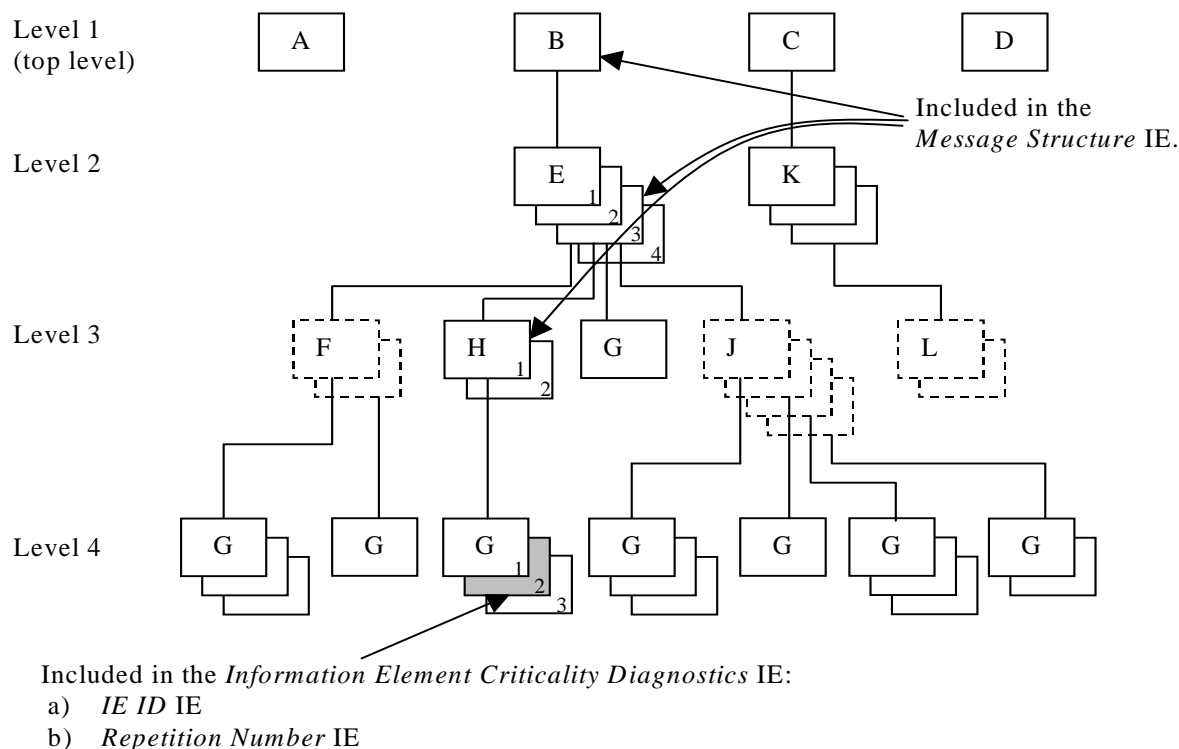 Level 1
(top level)
A
B
C
D
Included in the
Message Structure IE.
Level 2
E
1
2
3
4
K
Level 3
F
H
1
2
G
J
L
Level 4
G
G
G
1
2
3
G
G
G
G
Included in the Information Element Criticality Diagnostics IE:
a) IE ID IE
b) Repetition Number IE